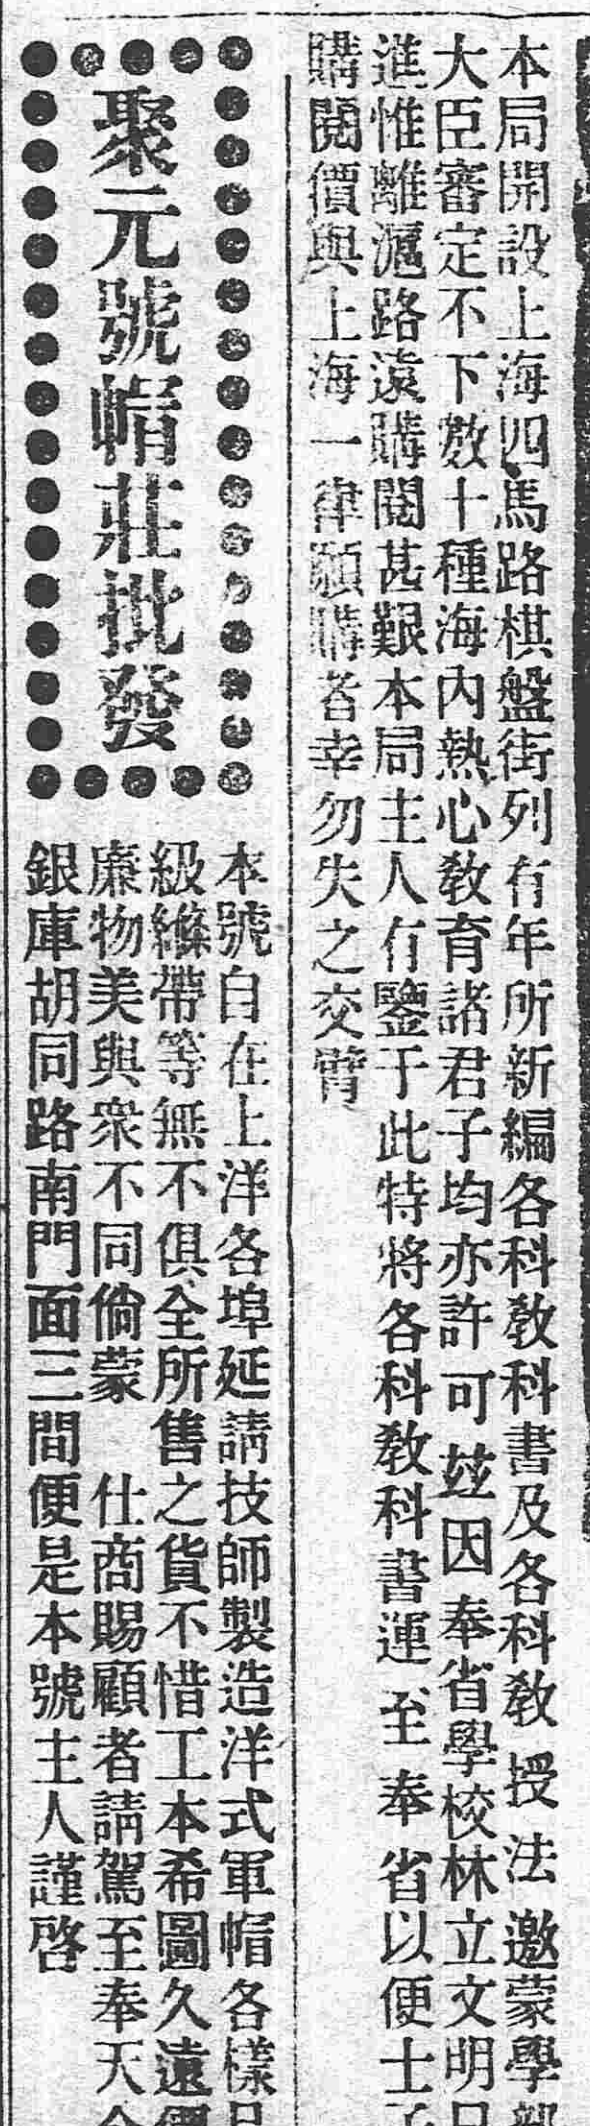 本局開設上海四馬路棋盤街列有年所新編各科教科書及各科教授法邀蒙學部
大臣審定不下數十種海內熱心教育諸君子均亦許可玆因奉省學校林立文明日
進惟離滬路遠購閱甚艱本局主人有鑒于此特將各科教科書運至奉省以便士子
購閱價與上海一律願購者幸勿失之交臂
聚元號帽莊批發
本號自在上洋各埠延請技師製造洋式軍帽各樣品
級縧帶等無不俱全所售之貨不惜工本希圖久遠價
廉物美與衆不同倘蒙 仕商賜顧者請駕至奉天
銀庫胡同路南門面三間便是本號主人謹啓